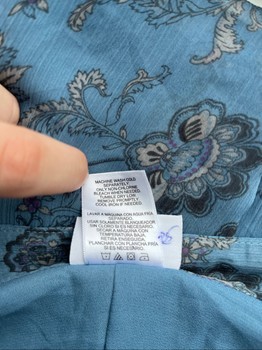 MACHINE WASH COLD
SEPARATELY.
ONLY NON-CHLORINE
BLEACH WHEN NEEDED.
TUMBLE DRY LOW.
REMOVE PROMPTLY.
COOL IRON IF NEEDED.
LAVAR A MAQUINA CON AGUA FRIA
SEPARADO.
USAR SOLAMENTE BLANQUEADOR
SIN CLORO SI ES NECESARIO.
SECAR A MAQUINA CON
TEMPERATURA BAJA.
RETIRA ENSEGUIDA.
PLANCHAR CON PLANCHA TIBIA
SI ES NECESARIO.